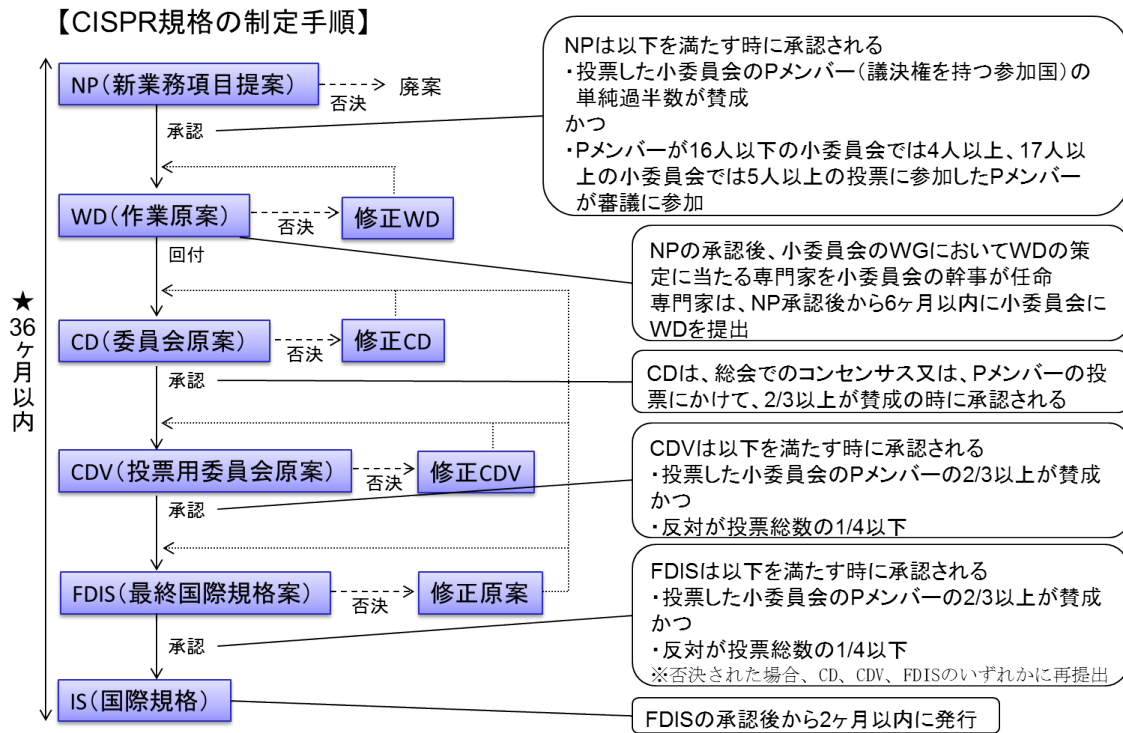 【CISPR規格の制定手順】
★36ヶ月以内
NP(新業務項目提案)
否決
廃案
承認
NPは以下を満たす時に承認される
・投票した小委員会のPメンバー(議決権を持つ参加国)の
単純過半数が賛成
かつ
・Pメンバーが16人以下の小委員会では4人以上、17人以
上の小委員会では5人以上の投票に参加したPメンバー
が審議に参加
WD(作業原案)
否決
修正WD
回付
NPの承認後、小委員会のWGにおいてWDの策
定に当たる専門家を小委員会の幹事が任命
専門家は、NP承認後から6ヶ月以内に小委員会に
WDを提出
CD(委員会原案)
否決
修正CD
承認
CDは、総会でのコンセンサス又は、Pメンバーの投
票にかけて、2/3以上が賛成の時に承認される
CDV(投票用委員会原案)
否決
修正CDV
承認
CDVは以下を満たす時に承認される
・投票した小委員会のPメンバーの2/3以上が賛成
かつ
・反対が投票総数の1/4以下
FDIS(最終国際規格案)
否決
修正原案
承認
FDISは以下を満たす時に承認される
・投票した小委員会のPメンバーの2/3以上が賛成
かつ
・反対が投票総数の1/4以下
※否決された場合、CD、CDV、FDISのいずれかに再提出
IS(国際規格)
FDISの承認後から2ヶ月以内に発行